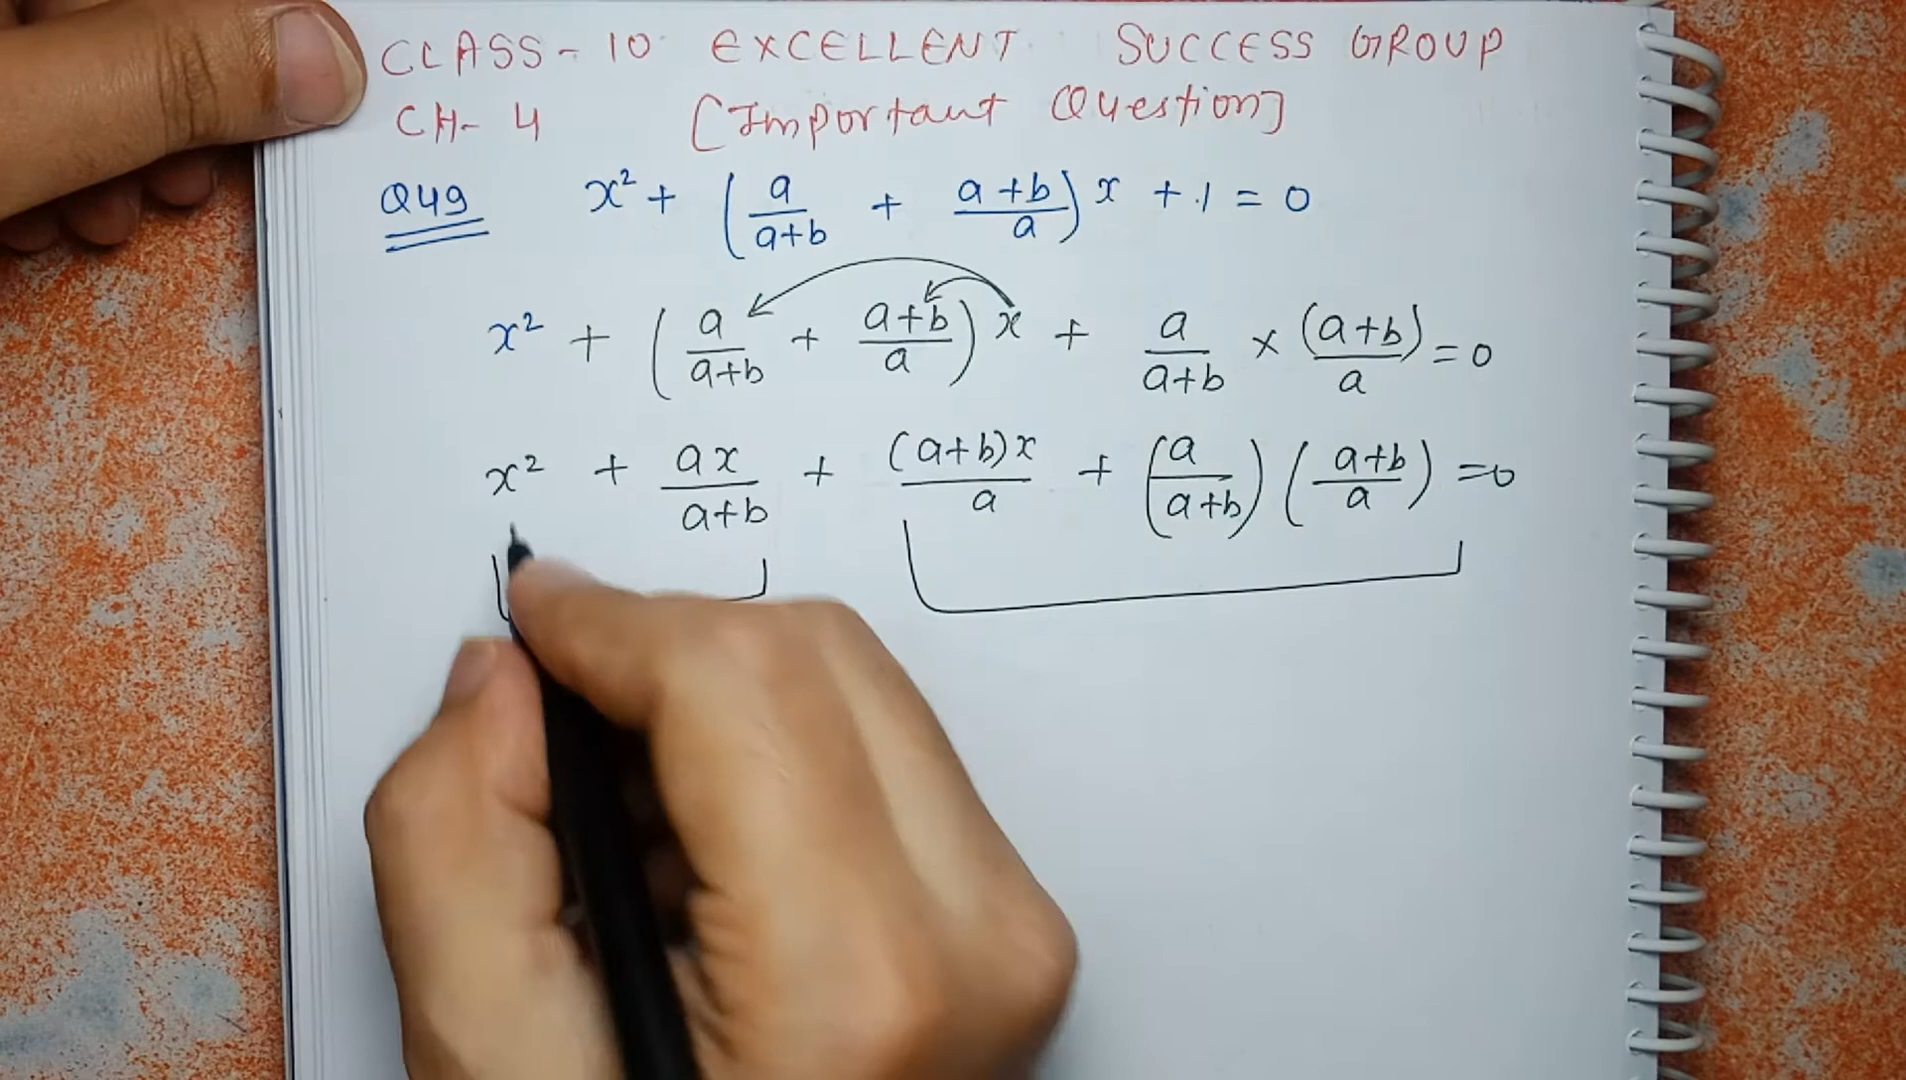 CLASS - 10 EXCELLENT SUCCESS GROUP
CH- 4 [Important Question]
Q49 x² + (a/(a+b) + (a+b)/a) x + 1 = 0
x² + (a/(a+b) + (a+b)/a) x + a/(a+b) × (a+b)/a = 0
x² + ax/(a+b) + (a+b)x/a + (a/(a+b)) ((a+b)/a) = 0